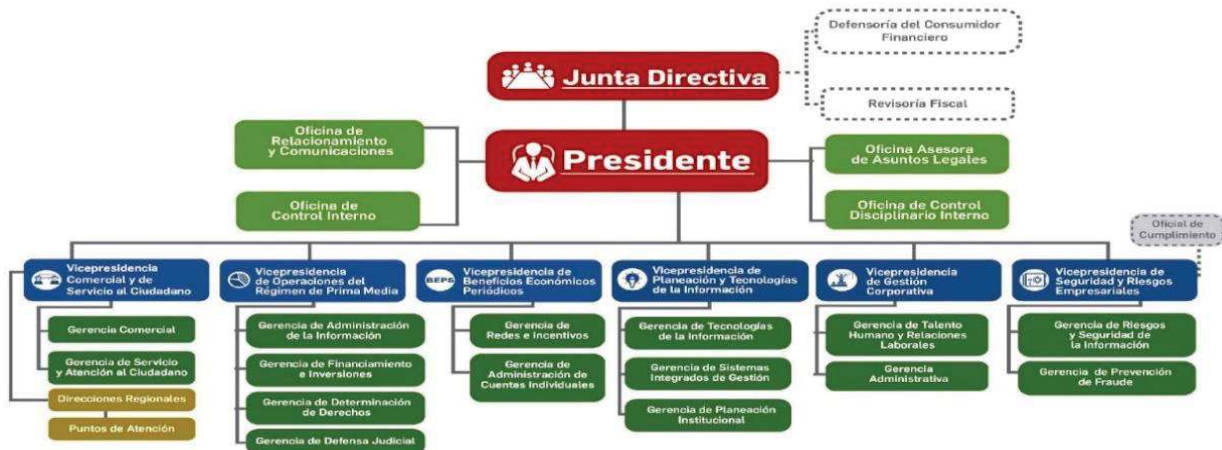 Defensoría del Consumidor
Financiero
Junta Directiva
Revisoría Fiscal
Oficina de
Relacionamiento
y Comunicaciones
Presidente
Oficina Asesora
de Asuntos Legales
Oficina de
Control Interno
Oficina de Control
Disciplinario Interno
Oficial de
Cumplimiento
Vicepresidencia
Comercial y de
Servicio al Ciudadano
Vicepresidencia
de Operaciones del
Régimen de Prima Media
BEPS
Vicepresidencia de
Beneficios Económicos
Periódicos
Vicepresidencia de
Planeación y Tecnologías
de la Información
Vicepresidencia
de Gestión
Corporativa
Vicepresidencia de
Seguridad y Riesgos
Empresariales
Gerencia Comercial
Gerencia de Servicio
y Atención al Ciudadano
Direcciones Regionales
Puntos de Atención
Gerencia de Administración
de la Información
Gerencia de Financiamiento
e Inversiones
Gerencia de Determinación
de Derechos
Gerencia de Defensa Judicial
Gerencia de
Redes e Incentivos
Gerencia de
Administración de
Cuentas Individuales
Gerencia de Tecnologías
de la Información
Gerencia de Sistemas
Integrados de Gestión
Gerencia de Planeación
Institucional
Gerencia de Talento
Humano y Relaciones
Laborales
Gerencia
Administrativa
Gerencia de Riesgos
y Seguridad de
la Información
Gerencia de Prevención
de Fraude